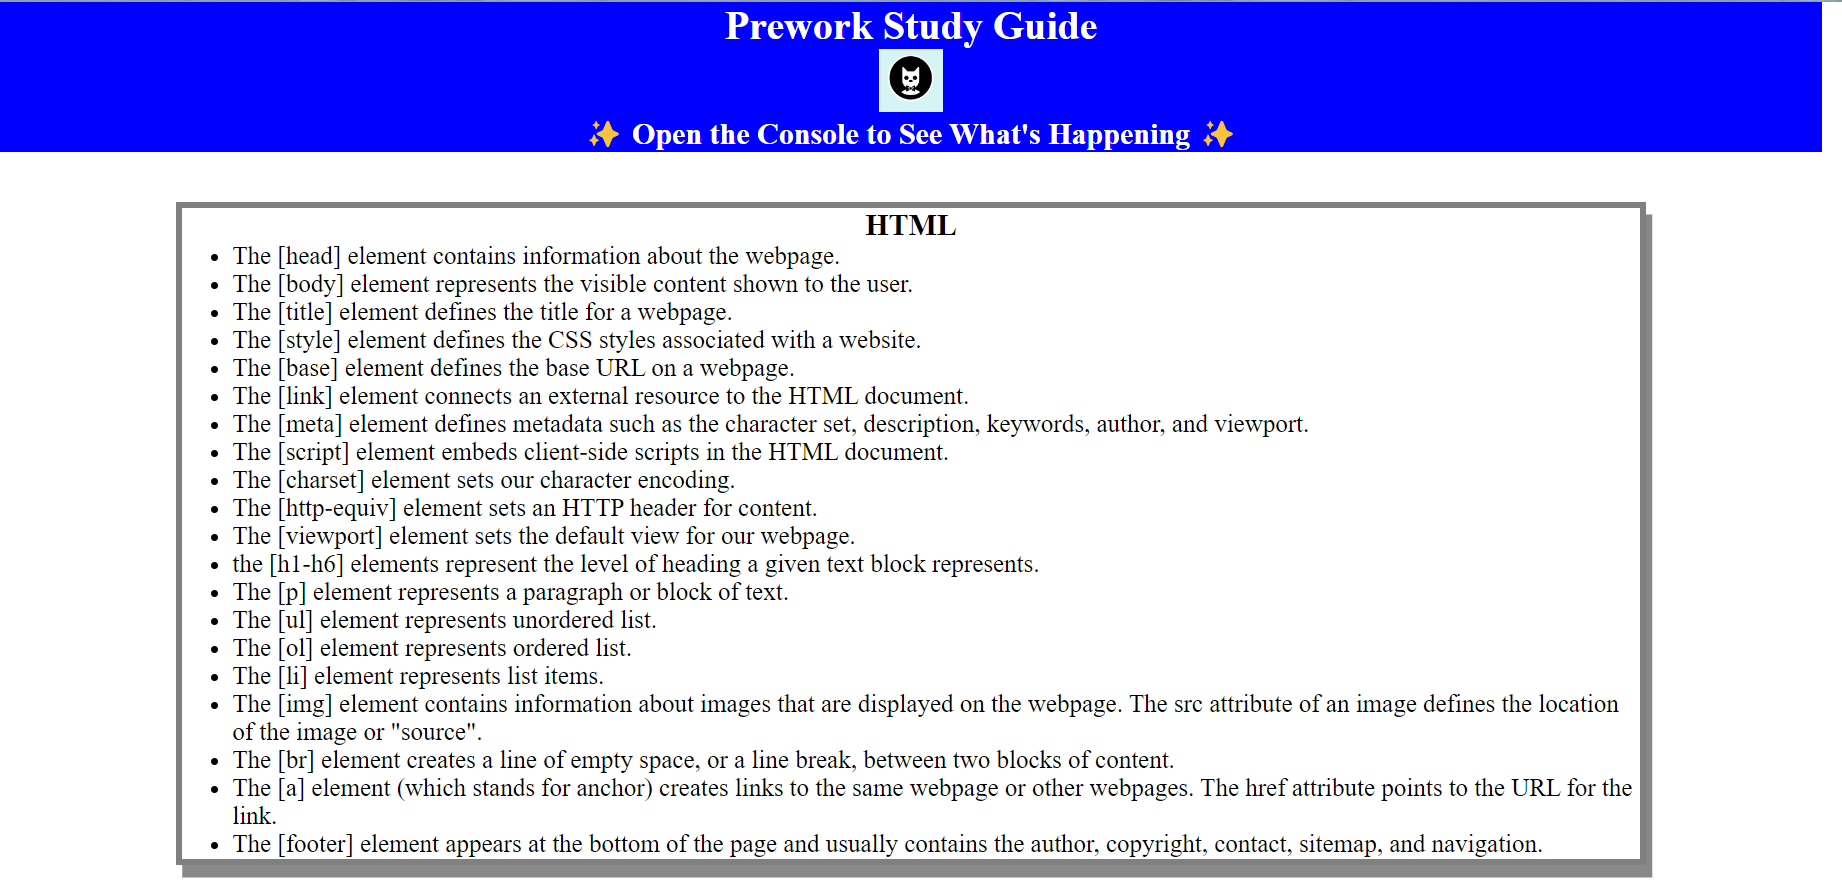 Prework Study Guide
✨ Open the Console to See What's Happening ✨
HTML
• The [head] element contains information about the webpage.
• The [body] element represents the visible content shown to the user.
• The [title] element defines the title for a webpage.
• The [style] element defines the CSS styles associated with a website.
• The [base] element defines the base URL on a webpage.
• The [link] element connects an external resource to the HTML document.
• The [meta] element defines metadata such as the character set, description, keywords, author, and viewport.
• The [script] element embeds client-side scripts in the HTML document.
• The [charset] element sets our character encoding.
• The [http-equiv] element sets an HTTP header for content.
• The [viewport] element sets the default view for our webpage.
• the [h1-h6] elements represent the level of heading a given text block represents.
• The [p] element represents a paragraph or block of text.
• The [ul] element represents unordered list.
• The [ol] element represents ordered list.
• The [li] element represents list items.
• The [img] element contains information about images that are displayed on the webpage. The src attribute of an image defines the location
of the image or "source".
• The [br] element creates a line of empty space, or a line break, between two blocks of content.
• The [a] element (which stands for anchor) creates links to the same webpage or other webpages. The href attribute points to the URL for the
link.
• The [footer] element appears at the bottom of the page and usually contains the author, copyright, contact, sitemap, and navigation.